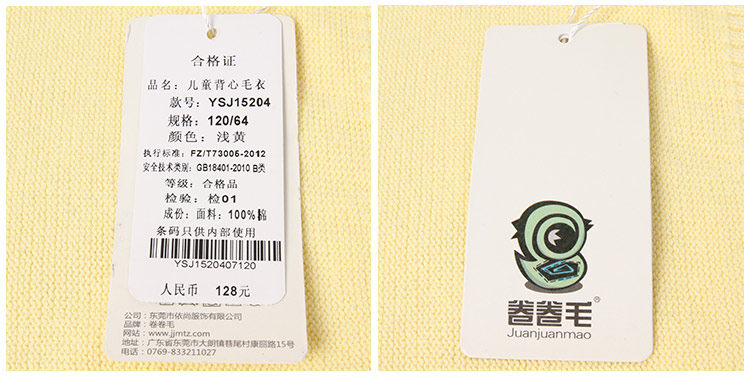 合格证
品名：儿童背心毛衣
款号：YSJ15204
规格：120/64
颜色：浅黄
执行标准：FZ/T73005-2012
安全技术类别：GB18401-2010 B类
等级：合格品
检验：检01
成份：面料：100%棉
条码只供内部使用
YSJ1520407120
人民币 128元
公司：东莞市依尚服饰有限公司
品牌：卷卷毛
网站：www.jjmtz.com
地址：广东省东莞市大朗镇巷尾村康丽路15号
电话：0769-833211027
卷卷毛®
Juanjuanmao